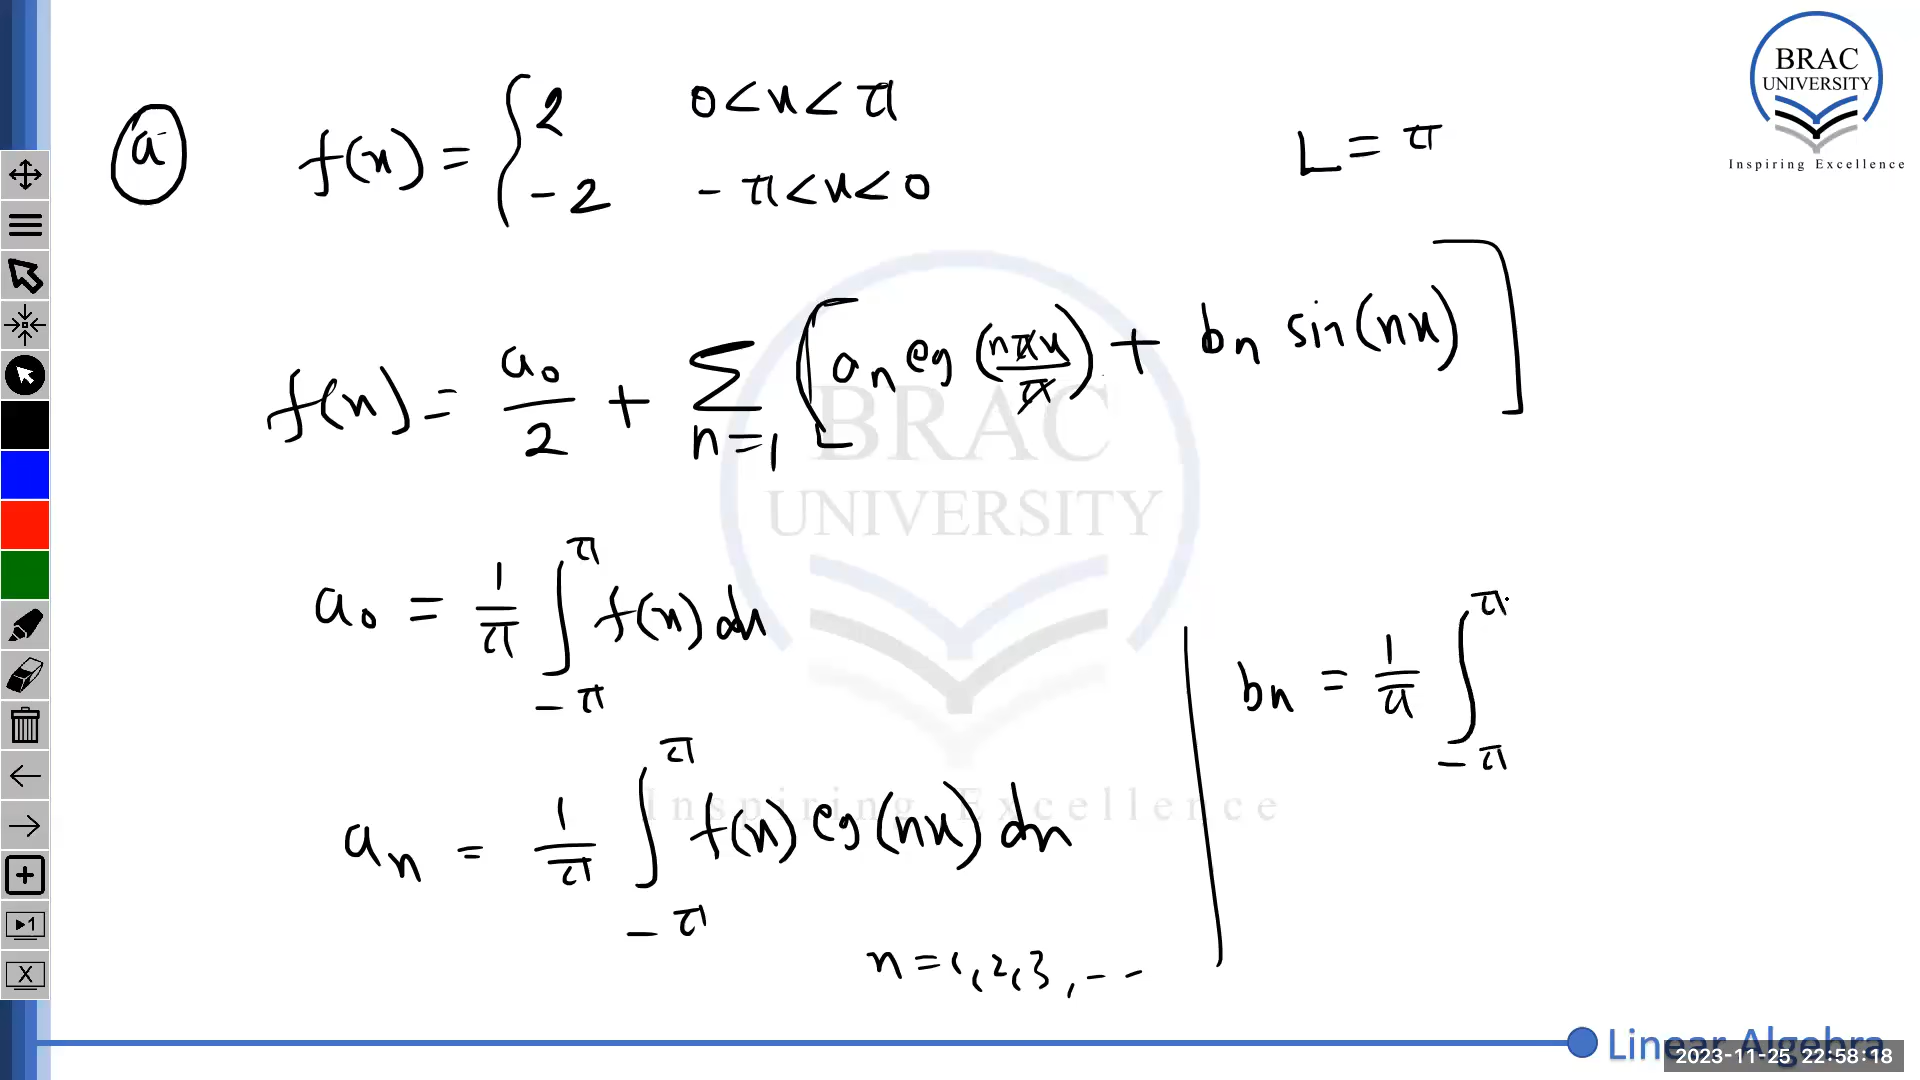 BRAC
UNIVERSITY
Inspiring Excellence
(a) f(x) = { 2 0<x<π
-2 -π<x<0
L = π
f(x) = a₀/2 + Σ n=1 [ aₙ cos(nπx/π) + bₙ sin(nx) ]
BRAC
UNIVERSITY
Inspiring Excellence
a₀ = 1/π ∫ -π π f(x) dx
aₙ = 1/π ∫ -π π f(x) cos(nx) dx
n = 1, 2, 3, - -
bₙ = 1/π ∫ -π π
Linear Algebra
2023-11-25 22:58:18